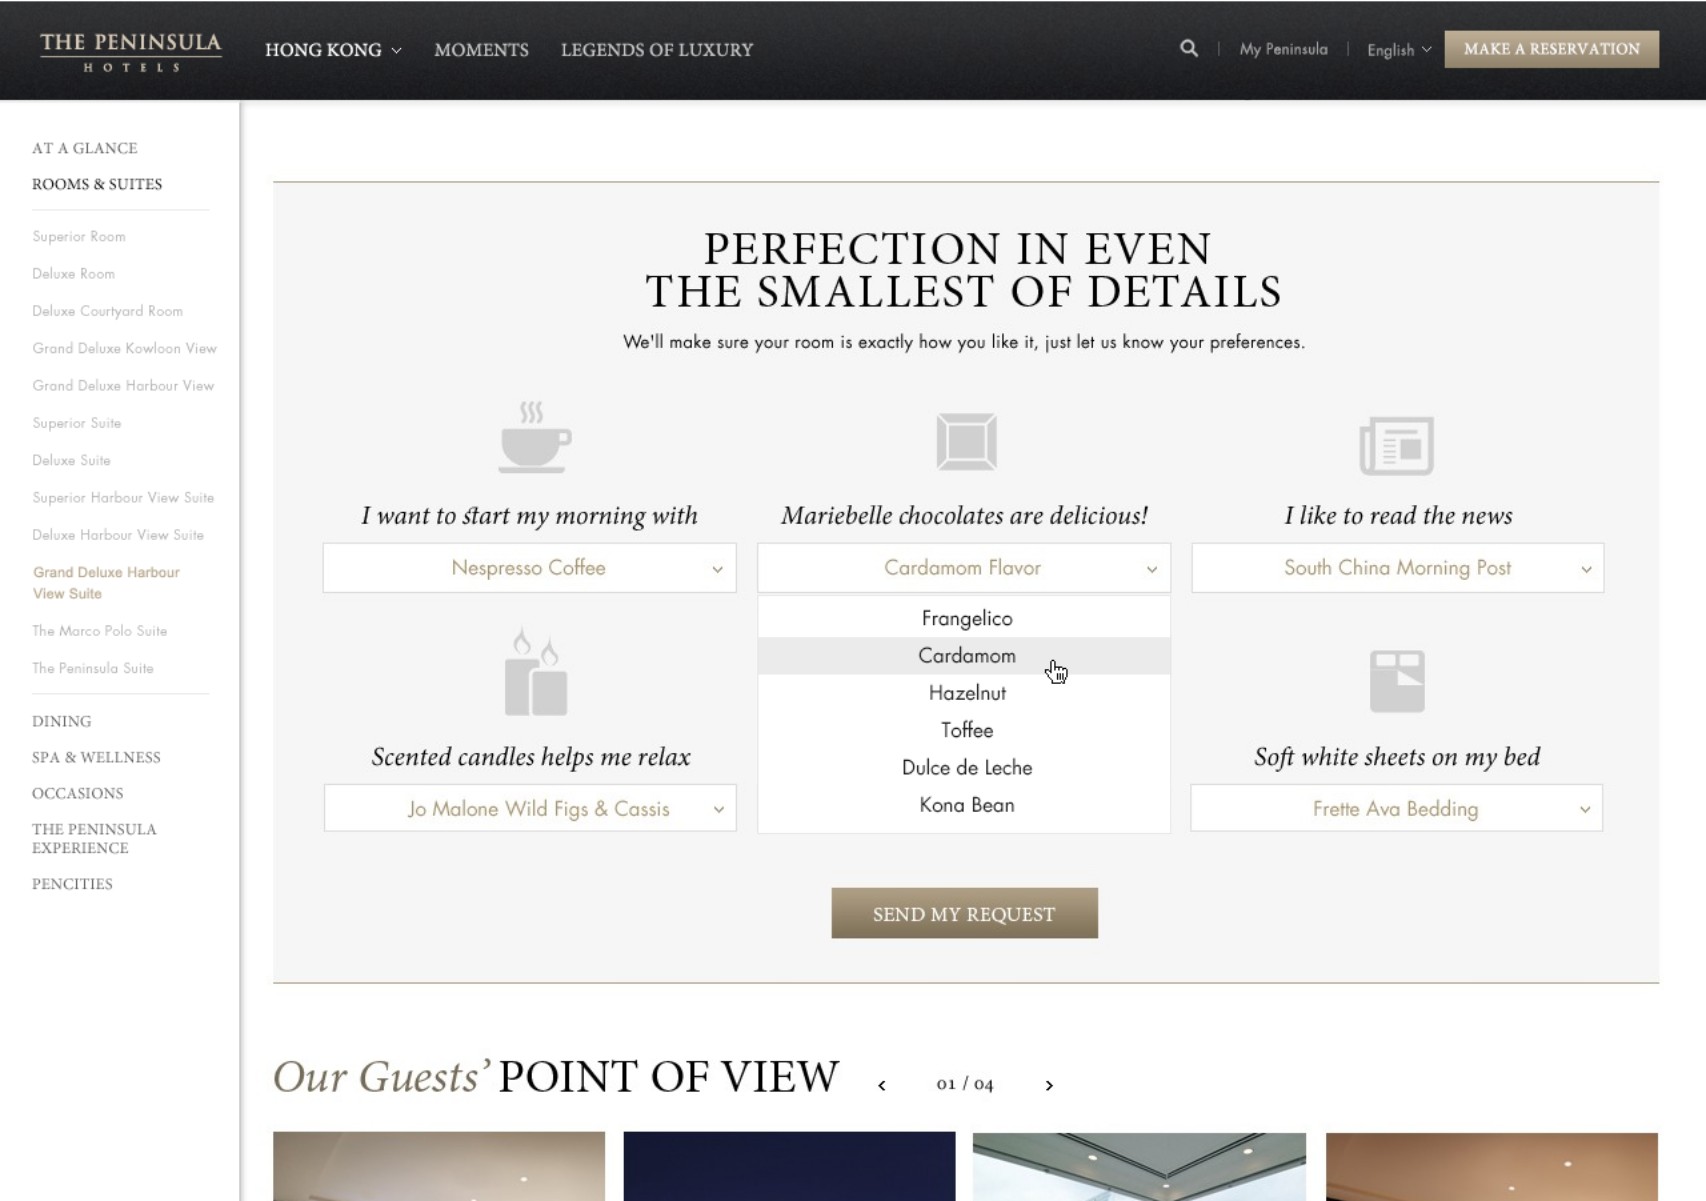 THE PENINSULA
HOTELS
HONG KONG
MOMENTS
LEGENDS OF LUXURY
My Peninsula
English
MAKE A RESERVATION
AT A GLANCE
ROOMS & SUITES
Superior Room
Deluxe Room
Deluxe Courtyard Room
Grand Deluxe Kowloon View
Grand Deluxe Harbour View
Superior Suite
Deluxe Suite
Superior Harbour View Suite
Deluxe Harbour View Suite
Grand Deluxe Harbour
View Suite
The Marco Polo Suite
The Peninsula Suite
DINING
SPA & WELLNESS
OCCASIONS
THE PENINSULA
EXPERIENCE
PENCITIES
PERFECTION IN EVEN
THE SMALLEST OF DETAILS
We'll make sure your room is exactly how you like it, just let us know your preferences.
I want to start my morning with
Nespresso Coffee
Mariebelle chocolates are delicious!
Cardamom Flavor
Frangelico
Cardamom
Hazelnut
Toffee
Dulce de Leche
Kona Bean
I like to read the news
South China Morning Post
Scented candles helps me relax
Jo Malone Wild Figs & Cassis
Soft white sheets on my bed
Frette Ava Bedding
SEND MY REQUEST
Our Guests' POINT OF VIEW
01 / 04